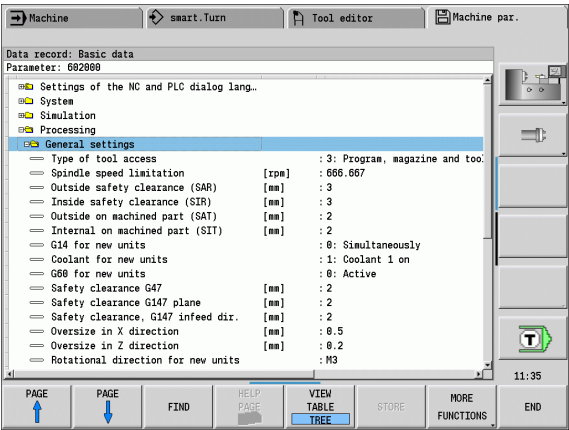 Machine
smart.Turn
Tool editor
Machine par.
Data record: Basic data
Parameter: 602000
Settings of the NC and PLC dialog lang…
System
Simulation
Processing
General settings
Type of tool access : 3: Program, magazine and tool
Spindle speed limitation [rpm] : 666.667
Outside safety clearance (SAR) [mm] : 3
Inside safety clearance (SIR) [mm] : 3
Outside on machined part (SAT) [mm] : 2
Internal on machined part (SIT) [mm] : 2
G14 for new units : 0: Simultaneously
Coolant for new units : 1: Coolant 1 on
G60 for new units : 0: Active
Safety clearance G47 [mm] : 2
Safety clearance G147 plane [mm] : 2
Safety clearance, G147 infeed dir. [mm] : 2
Oversize in X direction [mm] : 0.5
Oversize in Z direction [mm] : 0.2
Rotational direction for new units : M3
T
11:35
PAGE
PAGE
FIND
HELP
PAGE
VIEW
TABLE
TREE
STORE
MORE
FUNCTIONS
END